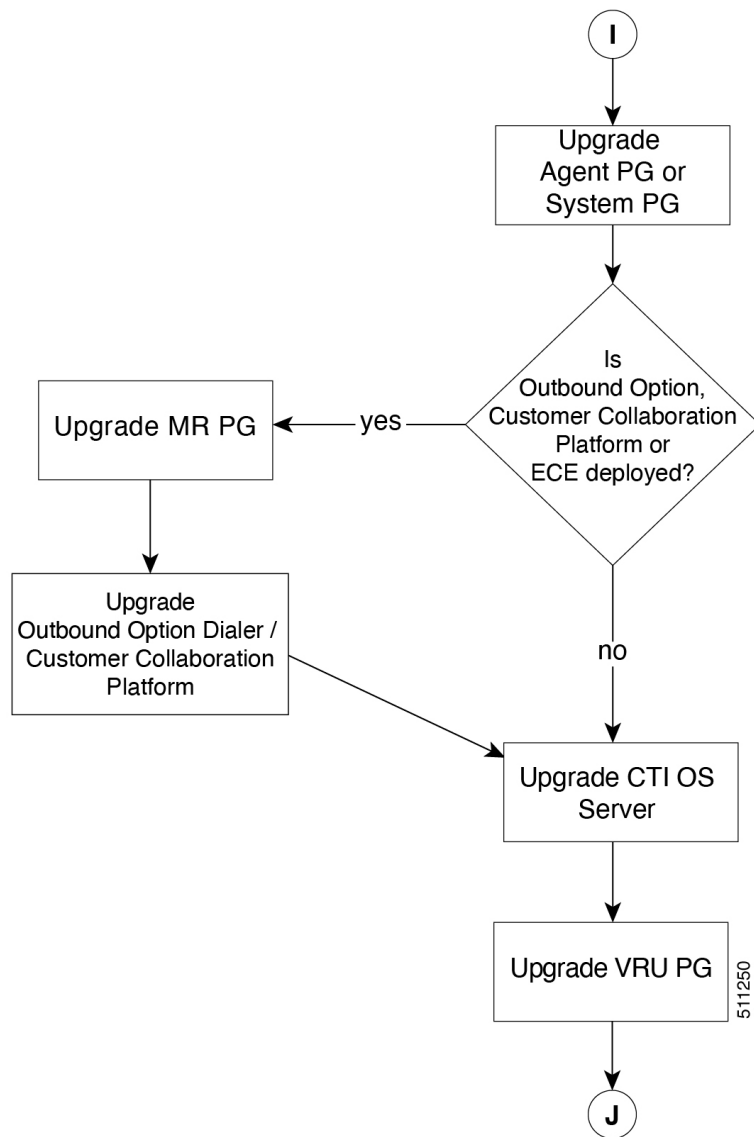 I
Upgrade
Agent PG or
System PG
Is
Outbound Option,
Customer Collaboration
Platform or
ECE deployed?
yes
Upgrade MR PG
Upgrade
Outbound Option Dialer /
Customer Collaboration
Platform
no
Upgrade CTI OS
Server
Upgrade VRU PG
511250
J